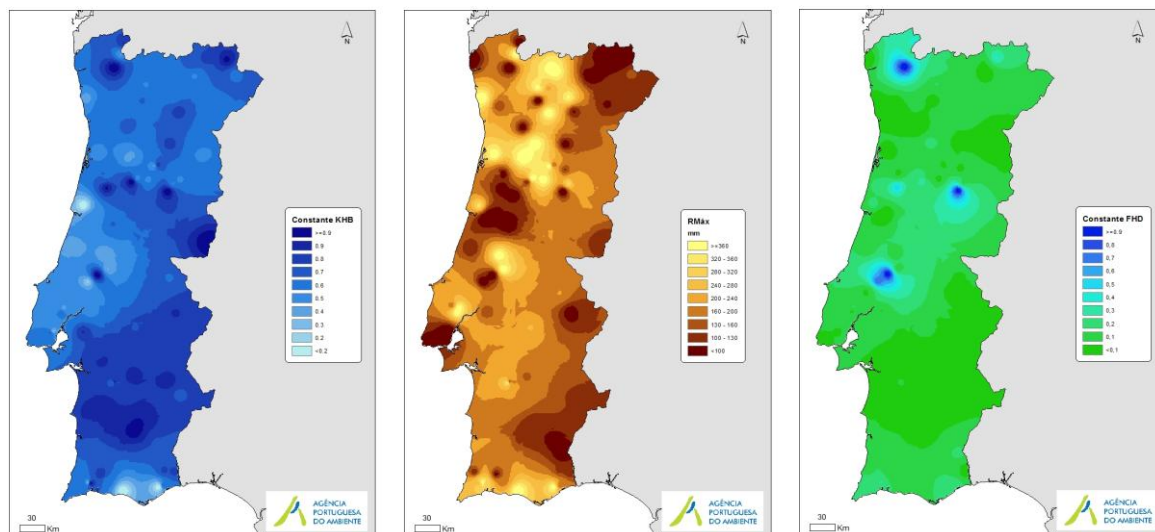 N
Constante KHB
>=0.9
0.9
0.8
0.7
0.6
0.5
0.4
0.3
0.2
<0.2
30
Km
AGÊNCIA
PORTUGUESA
DO AMBIENTE
N
RMáx
mm
>=360
320 - 360
280 - 240
200 - 240
160 - 200
130 - 160
100 - 130
<100
30
Km
AGÊNCIA
PORTUGUESA
DO AMBIENTE
N
Constante FHD
>=0.9
0,8
0,7
0,6
0,5
0,4
0,3
0,2
0,1
<0,1
30
Km
AGÊNCIA
PORTUGUESA
DO AMBIENTE